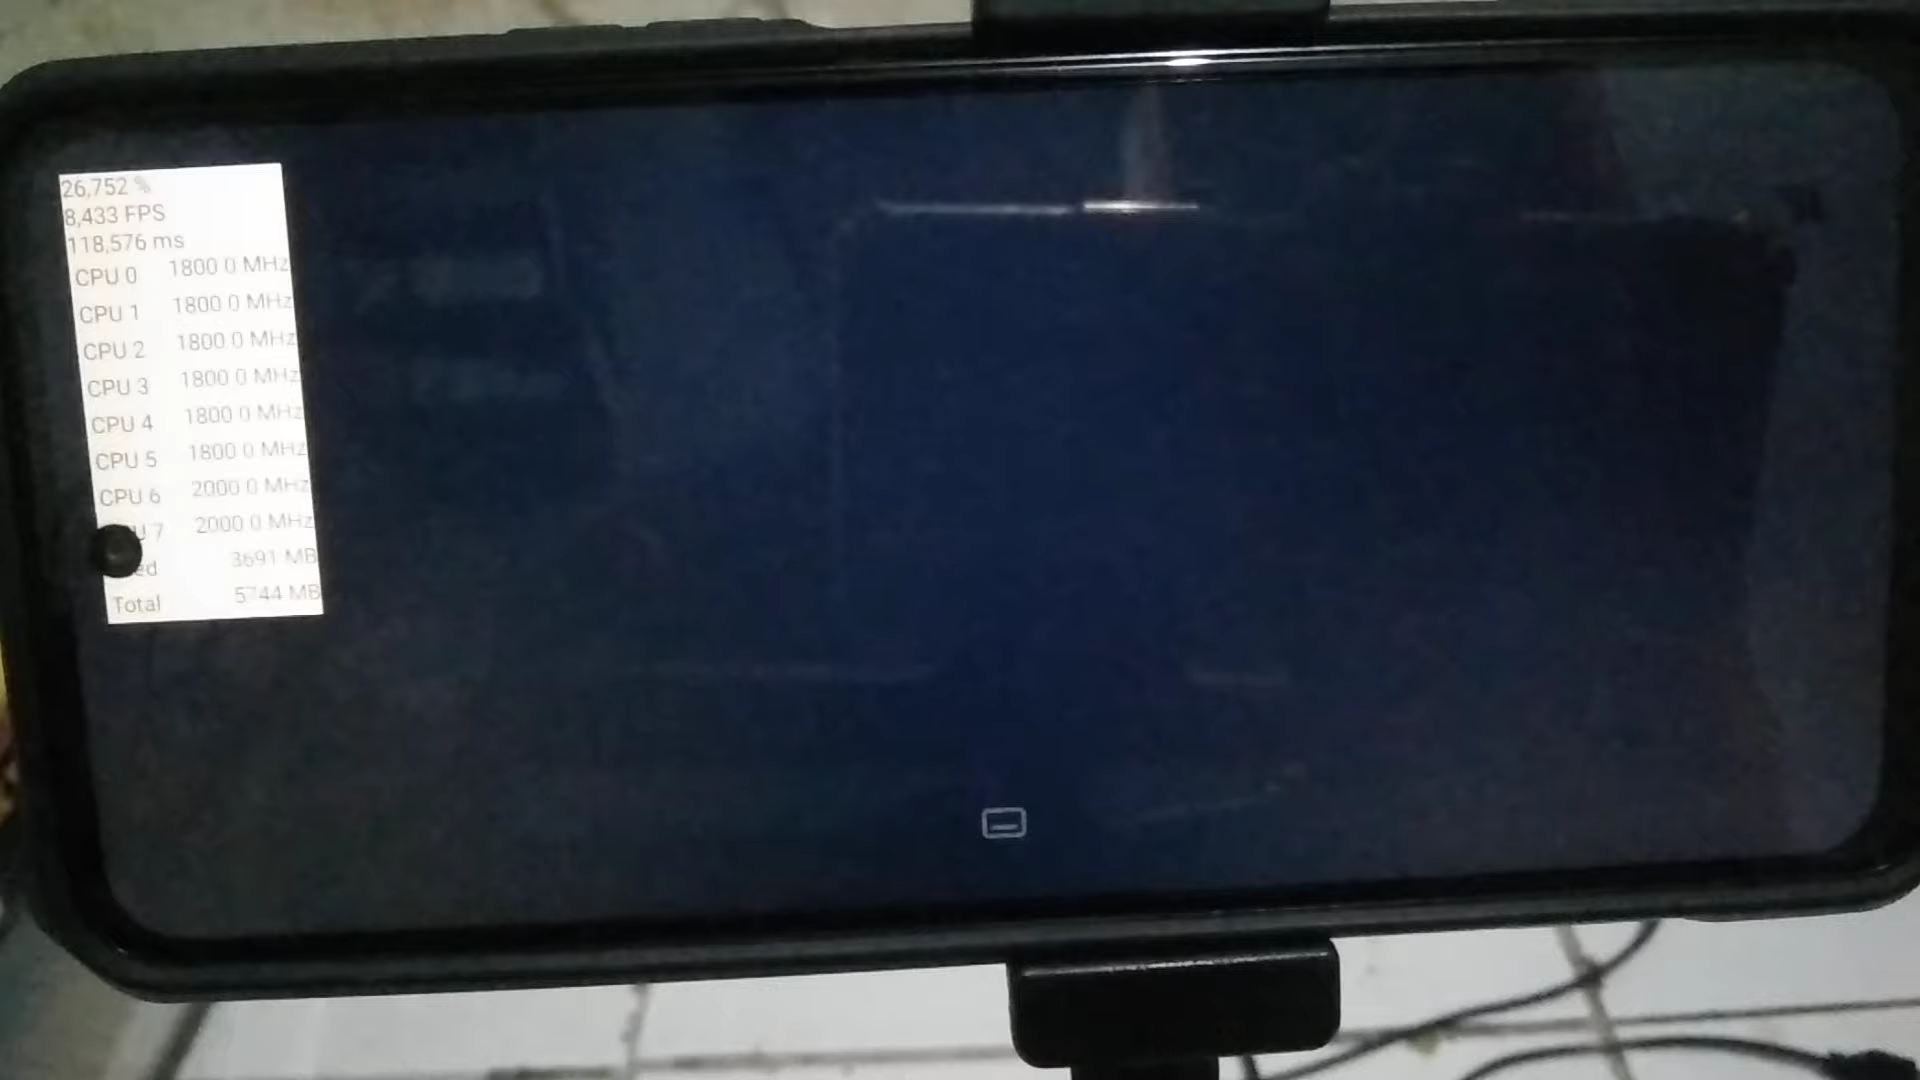 26,752 %
8,433 FPS
118,576 ms
CPU 0 1800 0 MHz
CPU 1 1800 0 MHz
CPU 2 1800 0 MHz
CPU 3 1800 0 MHz
CPU 4 1800 0 MHz
CPU 5 1800 0 MHz
CPU 6 2000 0 MHz
U 7 2000 0 MHz
ed 3691 MB
Total 5744 MB